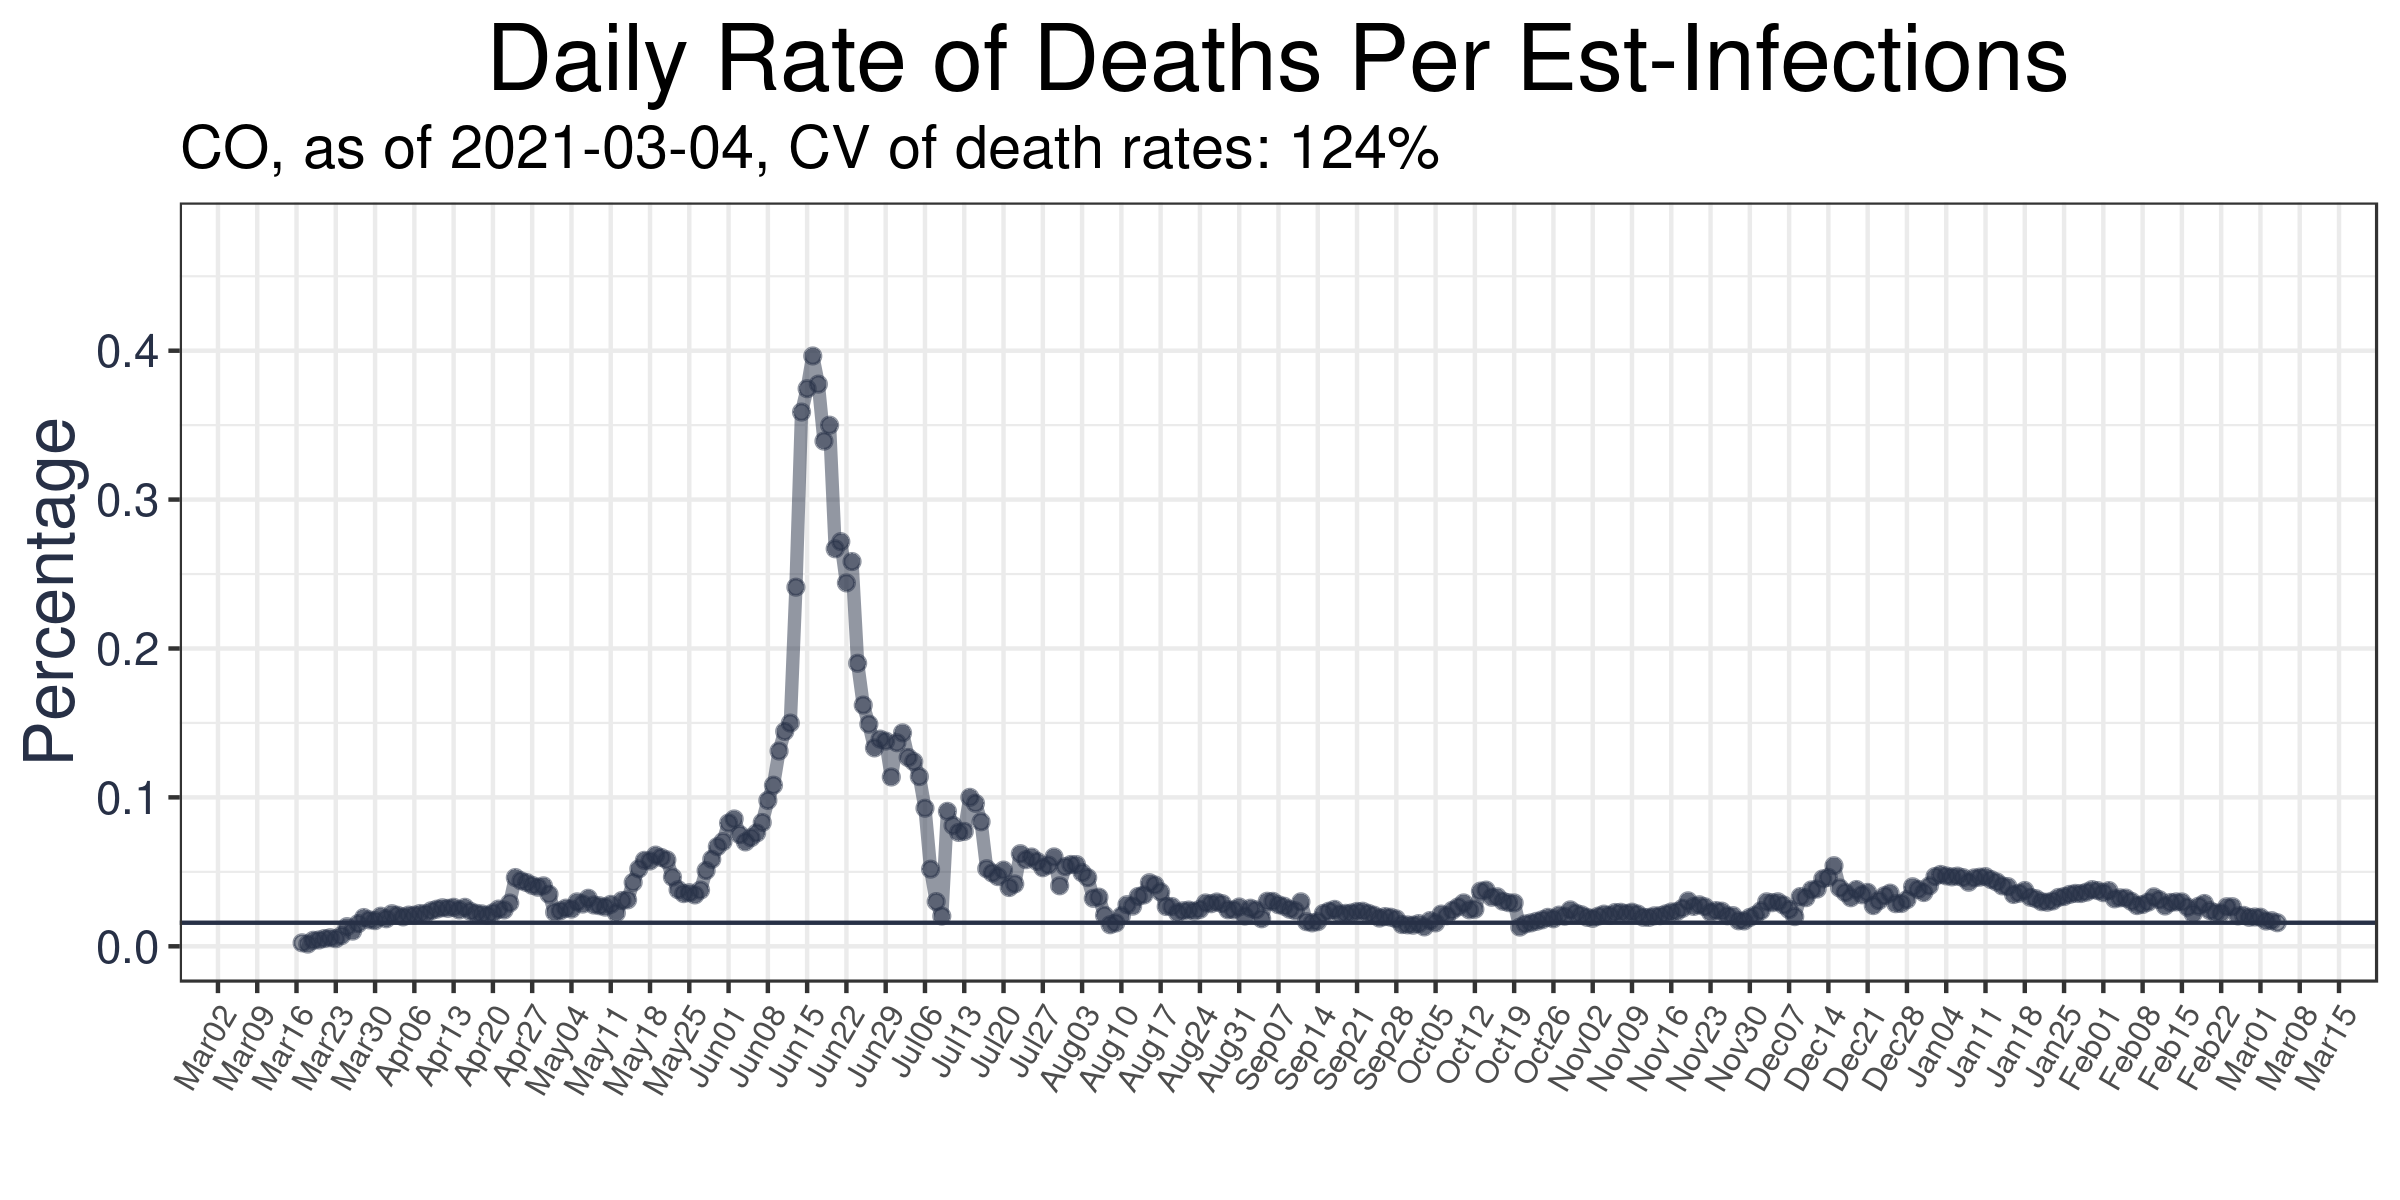 Daily Rate of Deaths Per Est-Infections
CO, as of 2021-03-04, CV of death rates: 124%
Percentage
0.4
0.3
0.2
0.1
0.0
Mar02
Mar09
Mar16
Mar23
Mar30
Apr06
Apr13
Apr20
Apr27
May04
May11
May18
May25
Jun01
Jun08
Jun15
Jun22
Jun29
Jul06
Jul13
Jul20
Jul27
Aug03
Aug10
Aug17
Aug24
Aug31
Sep07
Sep14
Sep21
Sep28
Oct05
Oct12
Oct19
Oct26
Nov02
Nov09
Nov16
Nov23
Nov30
Dec07
Dec14
Dec21
Dec28
Jan04
Jan11
Jan18
Jan25
Feb01
Feb08
Feb15
Feb22
Mar01
Mar08
Mar15